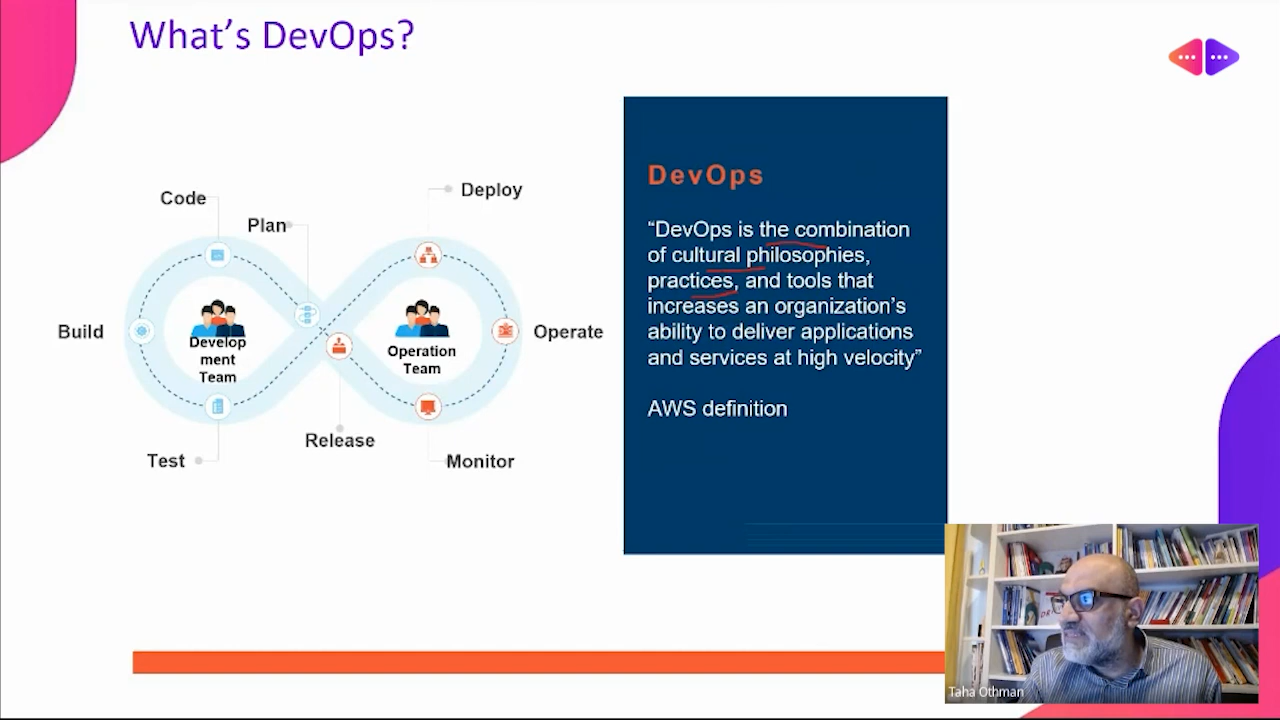 What's DevOps?
Code
Plan
Deploy
Build
Develop
ment
Team
Operation
Team
Operate
Test
Release
Monitor
DevOps
“DevOps is the combination
of cultural philosophies,
practices, and tools that
increases an organization’s
ability to deliver applications
and services at high velocity”
AWS definition
Taha Othman